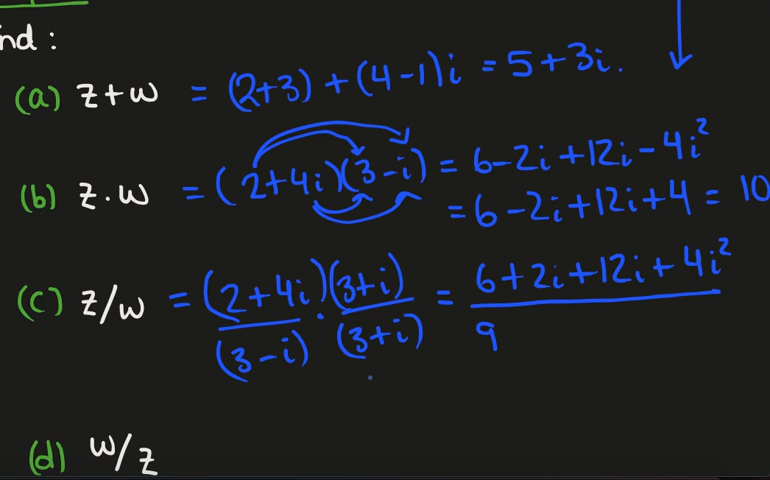 nd :
(a) z+w = (2+3) + (4-1)i = 5+3i.
(b) z·w = (2+4i)(3-i) = 6-2i+12i-4i²
= 6-2i+12i+4 = 10
(c) z/w = (2+4i)/(3-i) · (3+i)/(3+i) = 6+2i+12i+4i² / 9
(d) w/z